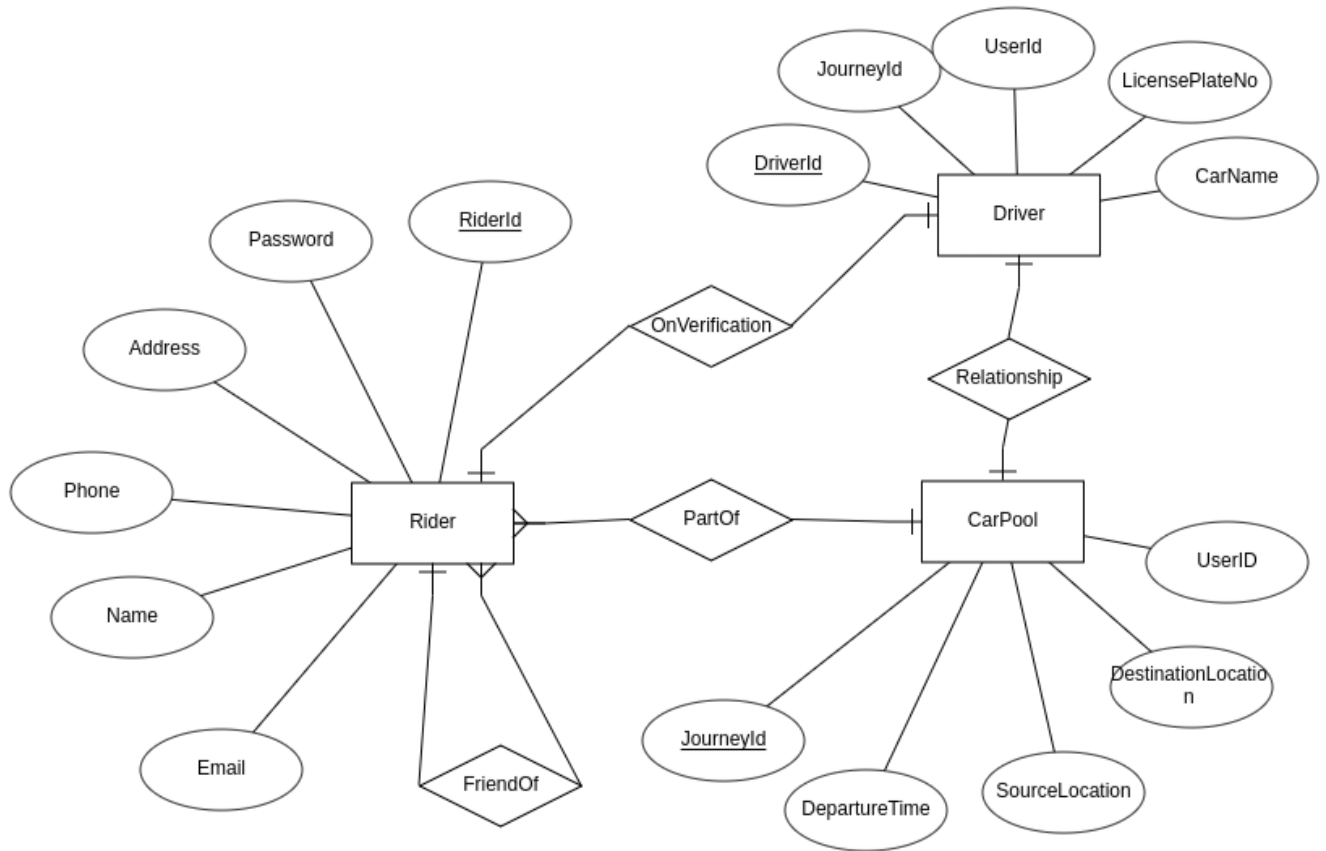 UserId
JourneyId
LicensePlateNo
DriverId
CarName
Driver
RiderId
Password
OnVerification
Address
Relationship
Phone
Rider
PartOf
CarPool
UserID
Name
DestinationLocatio
n
JourneyId
Email
FriendOf
SourceLocation
DepartureTime